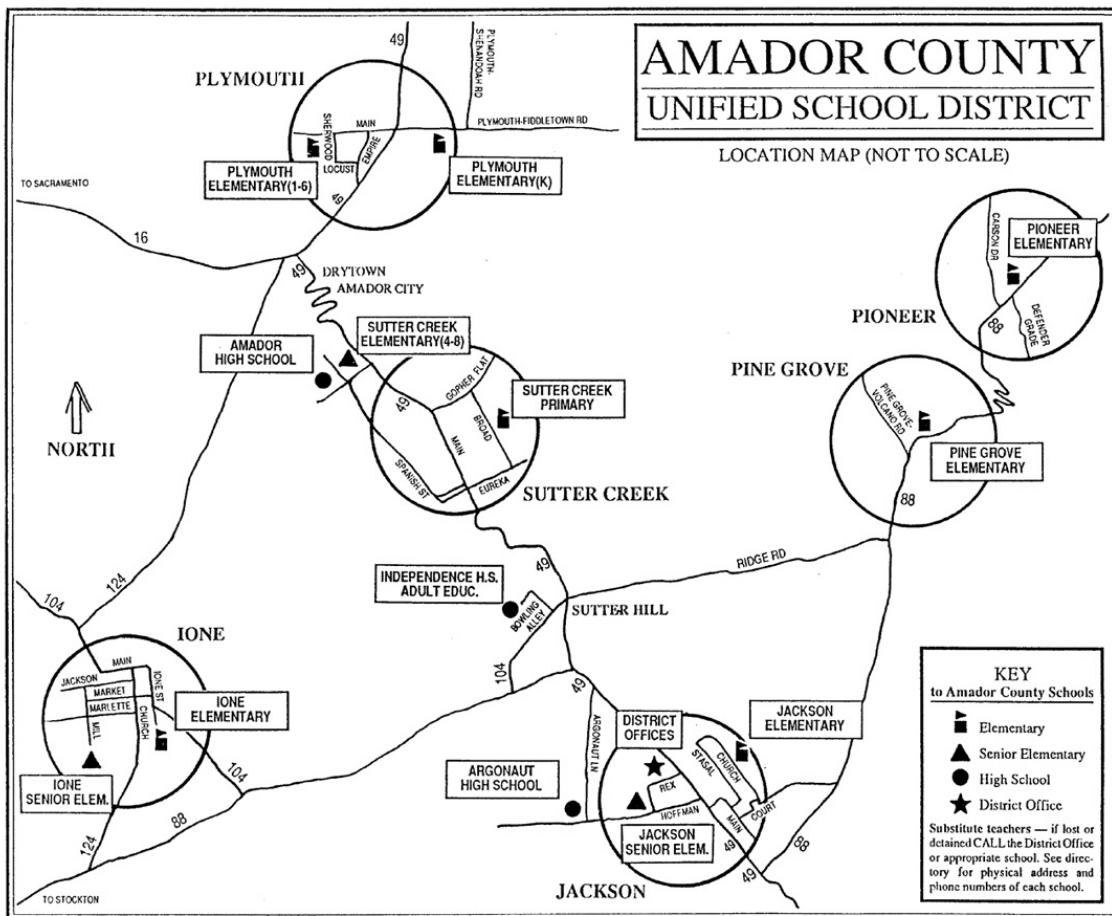 AMADOR COUNTY
UNIFIED SCHOOL DISTRICT
LOCATION MAP (NOT TO SCALE)
49
PLYMOUTH-
SHENANDOAH RD
PLYMOUTH
SHERWOOD
MAIN
EMPIRE
LOCUST
PLYMOUTH-FIDDLETOWN RD
PLYMOUTH
ELEMENTARY(1-6)
PLYMOUTH
ELEMENTARY(K)
49
TO SACRAMENTO
16
49
DRYTOWN
AMADOR CITY
CARSON DR
PIONEER
ELEMENTARY
DEFENDER
GRADE
88
PIONEER
AMADOR
HIGH SCHOOL
SUTTER CREEK
ELEMENTARY(4-8)
GOPHER FLAT
49
MAIN
BROAD
SUTTER CREEK
PRIMARY
SPANISH ST
EUREKA
SUTTER CREEK
PINE GROVE
PINE GROVE-
VOLCANO RD
PINE GROVE
ELEMENTARY
88
NORTH
124
104
49
RIDGE RD
INDEPENDENCE H.S.
ADULT EDUC.
BOWLING
ALLEY
SUTTER HILL
104
IONE
MAIN
JACKSON
MARKET
MARLETTE
IONE ST
MILL
CHURCH
IONE
ELEMENTARY
IONE
SENIOR ELEM.
104
124
88
TO STOCKTON
49
ARGONAUT LN
DISTRICT
OFFICES
JACKSON
ELEMENTARY
STASAL
CHURCH
ARGONAUT
HIGH SCHOOL
REX
HOFFMAN
MAIN
COURT
JACKSON
SENIOR ELEM.
49
88
49
JACKSON
KEY
to Amador County Schools
Elementary
Senior Elementary
High School
District Office
Substitute teachers — if lost or
detained CALL the District Office
or appropriate school. See direc-
tory for physical address and
phone numbers of each school.